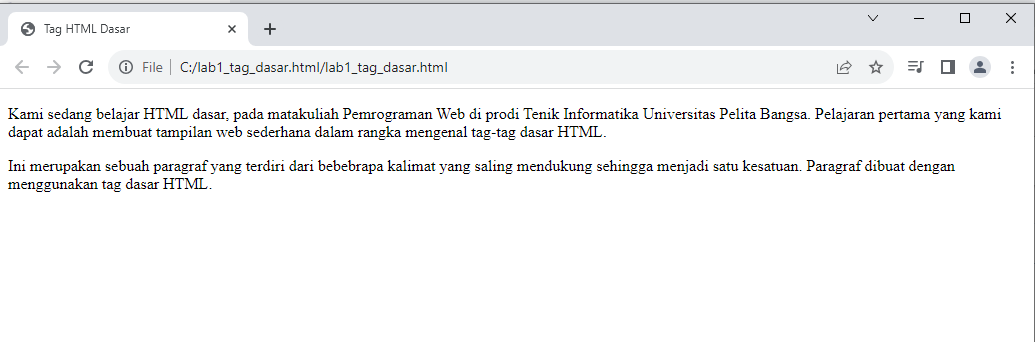 Tag HTML Dasar
File
C:/lab1_tag_dasar.html/lab1_tag_dasar.html
Kami sedang belajar HTML dasar, pada matakuliah Pemrograman Web di prodi Tenik Informatika Universitas Pelita Bangsa. Pelajaran pertama yang kami
dapat adalah membuat tampilan web sederhana dalam rangka mengenal tag-tag dasar HTML.
Ini merupakan sebuah paragraf yang terdiri dari bebebrapa kalimat yang saling mendukung sehingga menjadi satu kesatuan. Paragraf dibuat dengan
menggunakan tag dasar HTML.